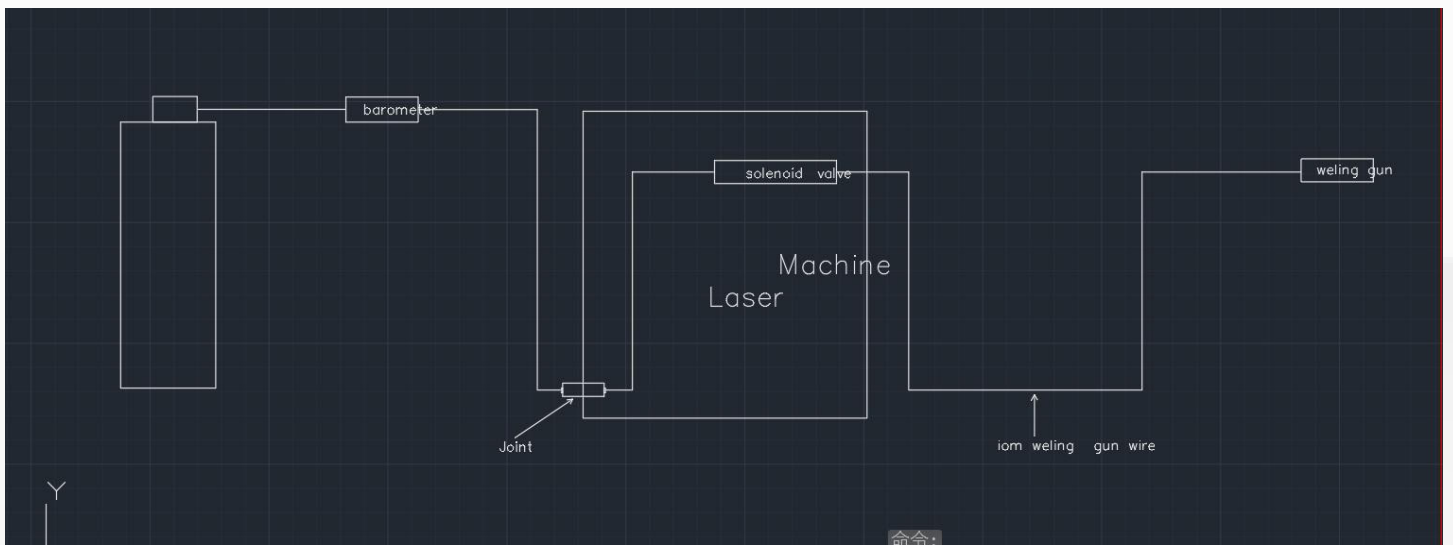 barometer
solenoid valve
weling gun
Machine
Laser
Joint
iom weling gun wire
Y
命令: